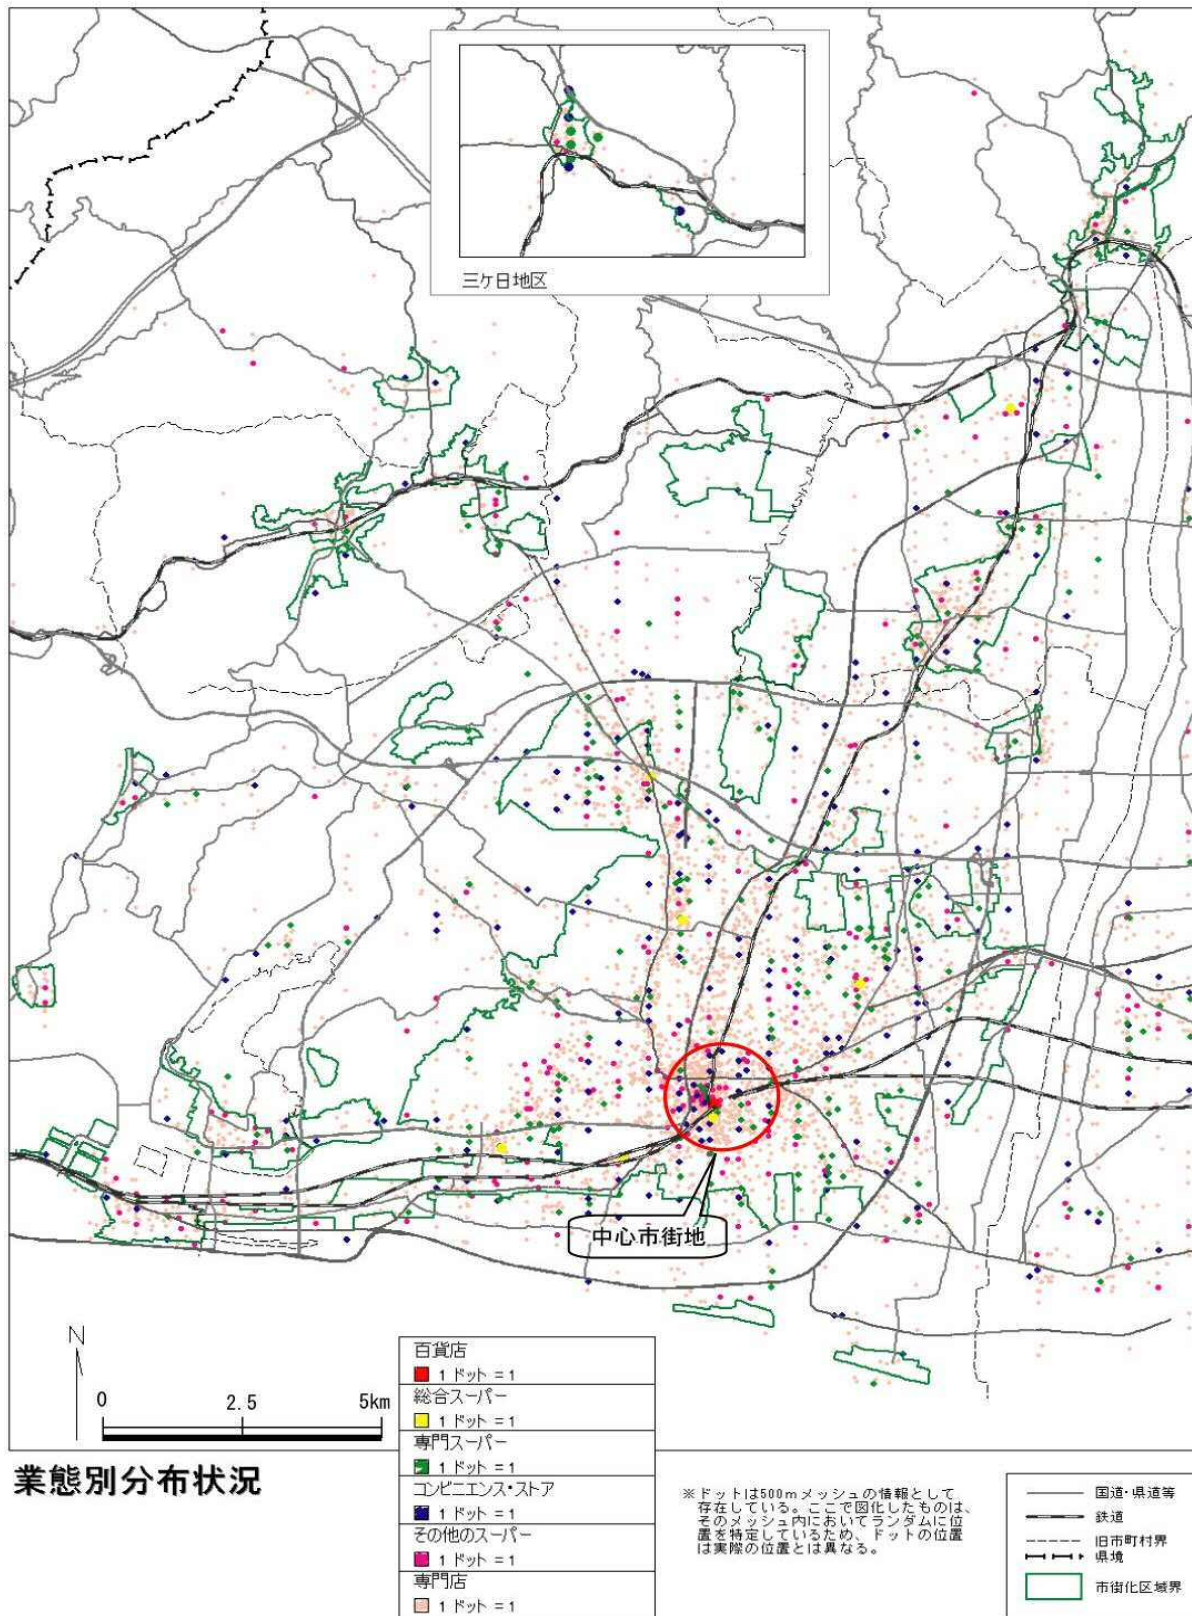 三ケ日地区
中心市街地
N
0 2.5 5km
百貨店
1 ドット = 1
総合スーパー
1 ドット = 1
専門スーパー
1 ドット = 1
コンビニエンス・ストア
1 ドット = 1
その他のスーパー
1 ドット = 1
専門店
1 ドット = 1
業態別分布状況
※ドットは500mメッシュの情報として
存在している。ここで図化したものは、
そのメッシュ内においてランダムに位
置を特定しているため、ドットの位置
は実際の位置とは異なる。
国道・県道等
鉄道
旧市町村界
県境
市街化区域界